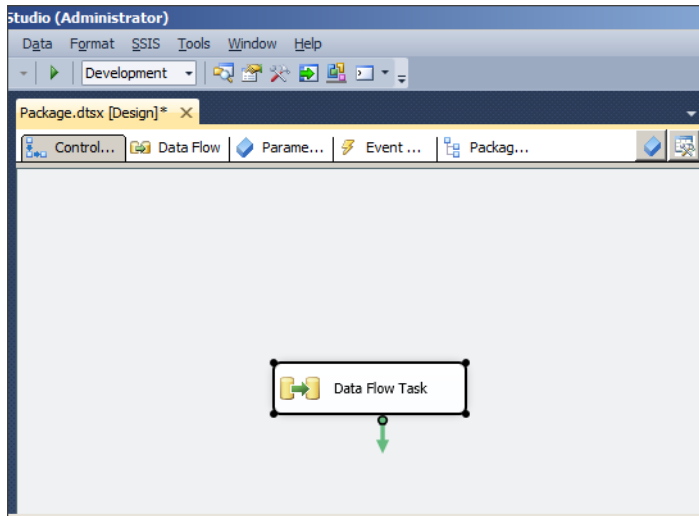 Studio (Administrator)
Data Format SSIS Tools Window Help
Development
Package.dtsx [Design]*
Control... Data Flow Parame... Event ... Packag...
Data Flow Task